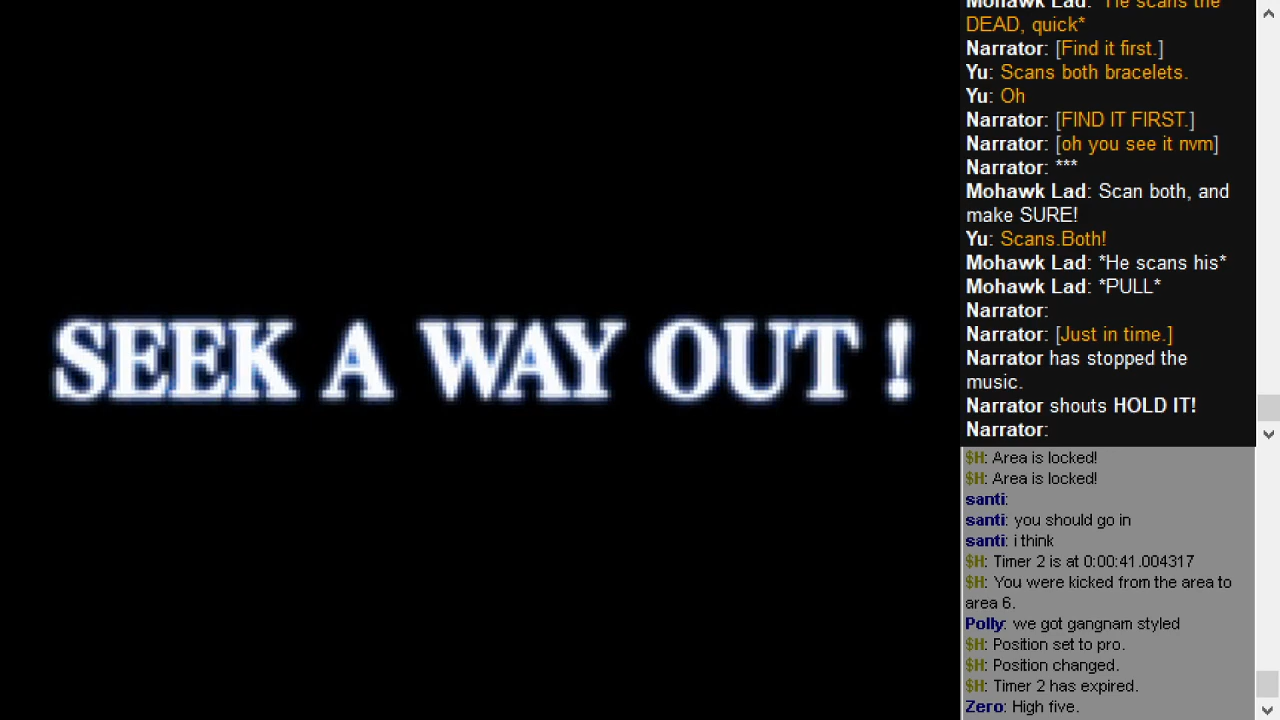 SEEK A WAY OUT !
Mohawk Lad: *He scans the
DEAD, quick*
Narrator: [Find it first.]
Yu: Scans both bracelets.
Yu: Oh
Narrator: [FIND IT FIRST.]
Narrator: [oh you see it nvm]
Narrator: ***
Mohawk Lad: Scan both, and
make SURE!
Yu: Scans.Both!
Mohawk Lad: *He scans his*
Mohawk Lad: *PULL*
Narrator:
Narrator: [Just in time.]
Narrator has stopped the
music.
Narrator shouts HOLD IT!
Narrator:
$H: Area is locked!
$H: Area is locked!
santi:
santi: you should go in
santi: i think
$H: Timer 2 is at 0:00:41.004317
$H: You were kicked from the area to
area 6.
Polly: we got gangnam styled
$H: Position set to pro.
$H: Position changed.
$H: Timer 2 has expired.
Zero: High five.